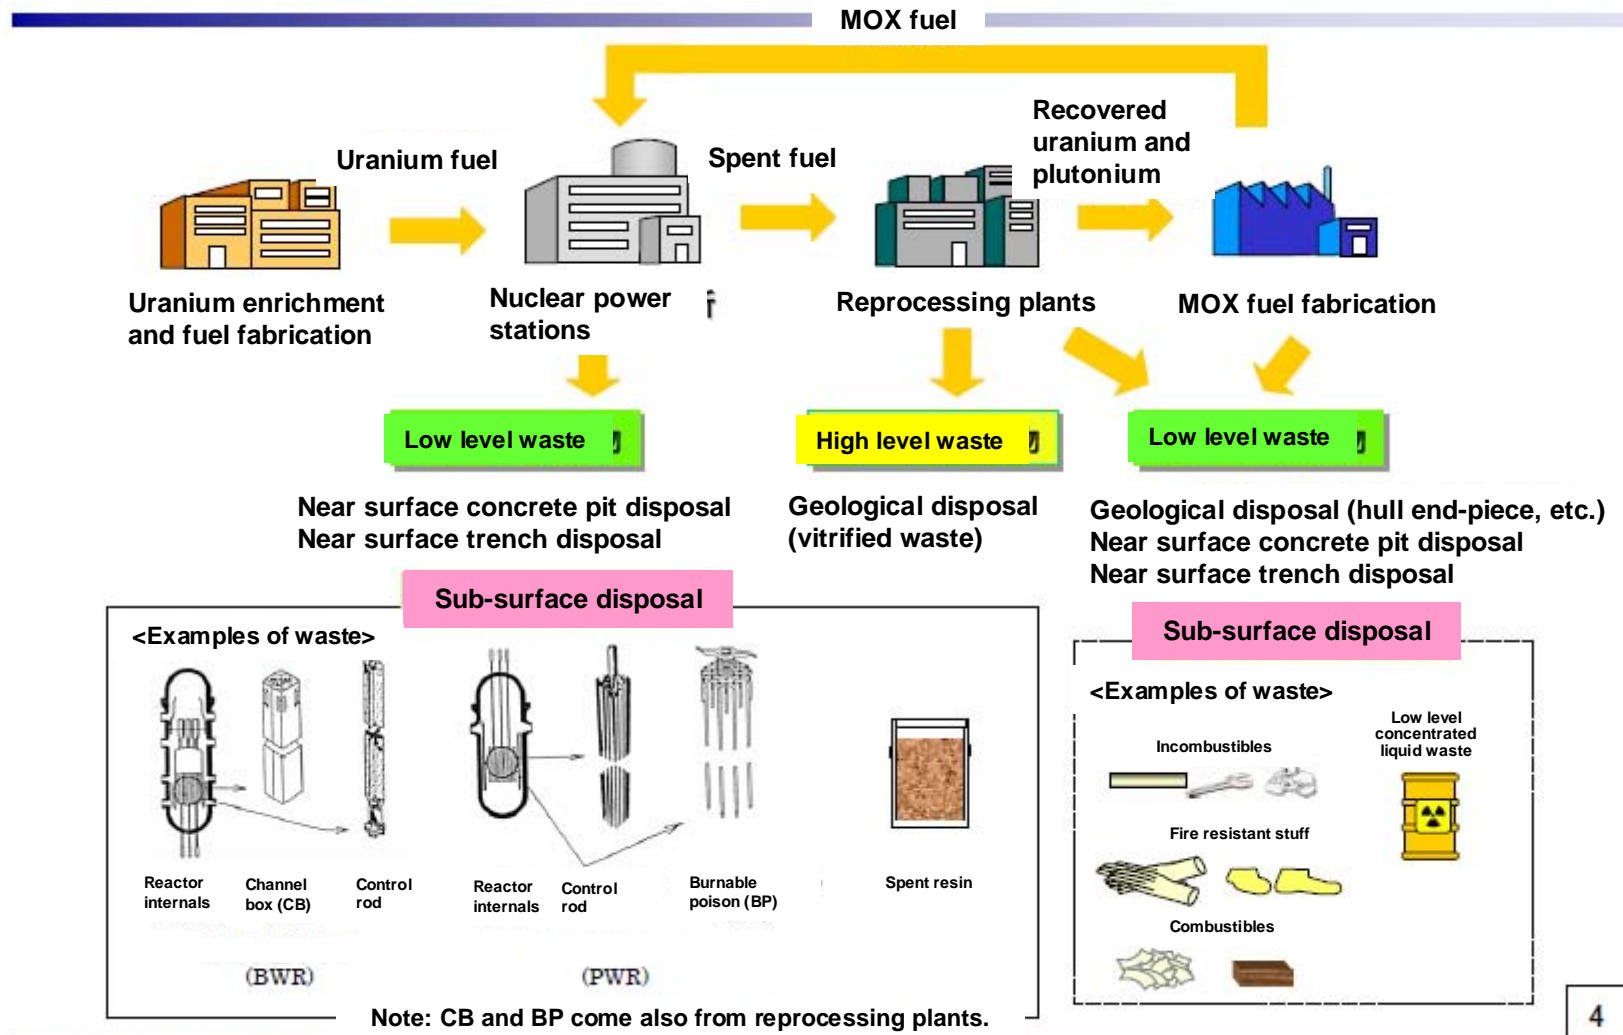 MOX fuel
Uranium fuel
Spent fuel
Recovered
uranium and
plutonium
Uranium enrichment
and fuel fabrication
Nuclear power
stations
Reprocessing plants
MOX fuel fabrication
Low level waste
High level waste
Low level waste
Near surface concrete pit disposal
Near surface trench disposal
Geological disposal
(vitrified waste)
Geological disposal (hull end-piece, etc.)
Near surface concrete pit disposal
Near surface trench disposal
Sub-surface disposal
<Examples of waste>
Reactor
internals
Channel
box (CB)
Control
rod
Reactor
internals
Control
rod
Burnable
poison (BP)
Spent resin
(BWR)
(PWR)
Note: CB and BP come also from reprocessing plants.
Sub-surface disposal
<Examples of waste>
Incombustibles
Low level
concentrated
liquid waste
Fire resistant stuff
Combustibles
4